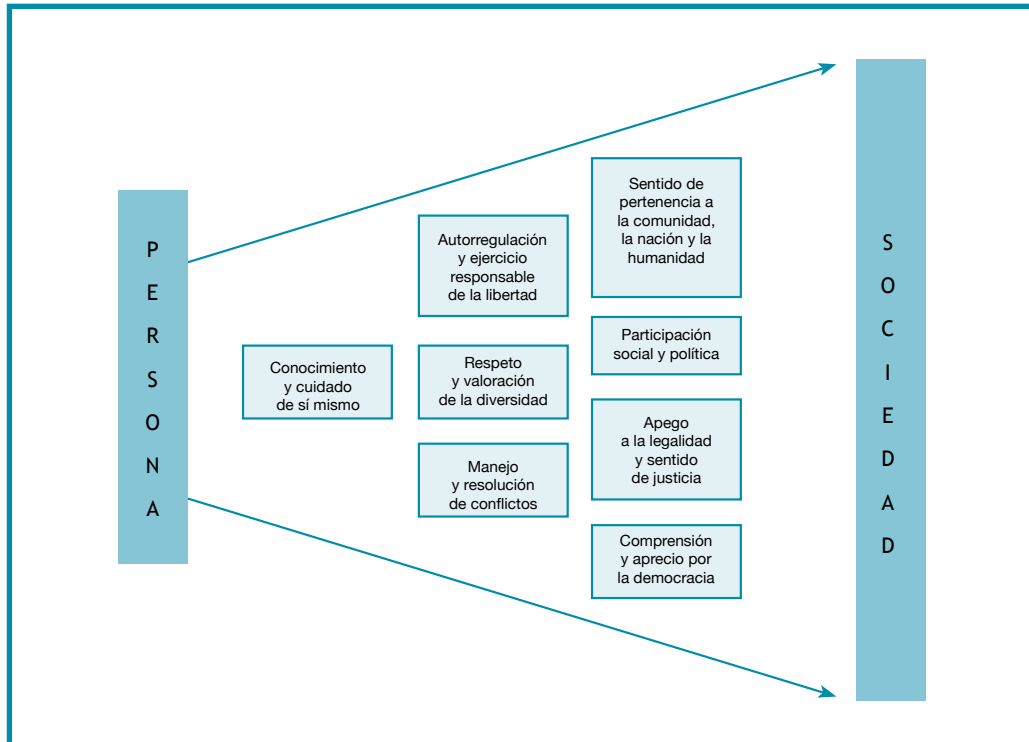 PERSONA
Conocimiento
y cuidado
de sí mismo
Autorregulación
y ejercicio
responsable
de la libertad
Respeto
y valoración
de la diversidad
Manejo
y resolución
de conflictos
Sentido de
pertenencia a
la comunidad,
la nación y la
humanidad
Participación
social y política
Apego
a la legalidad
y sentido
de justicia
Comprensión
y aprecio por
la democracia
SOCIEDAD